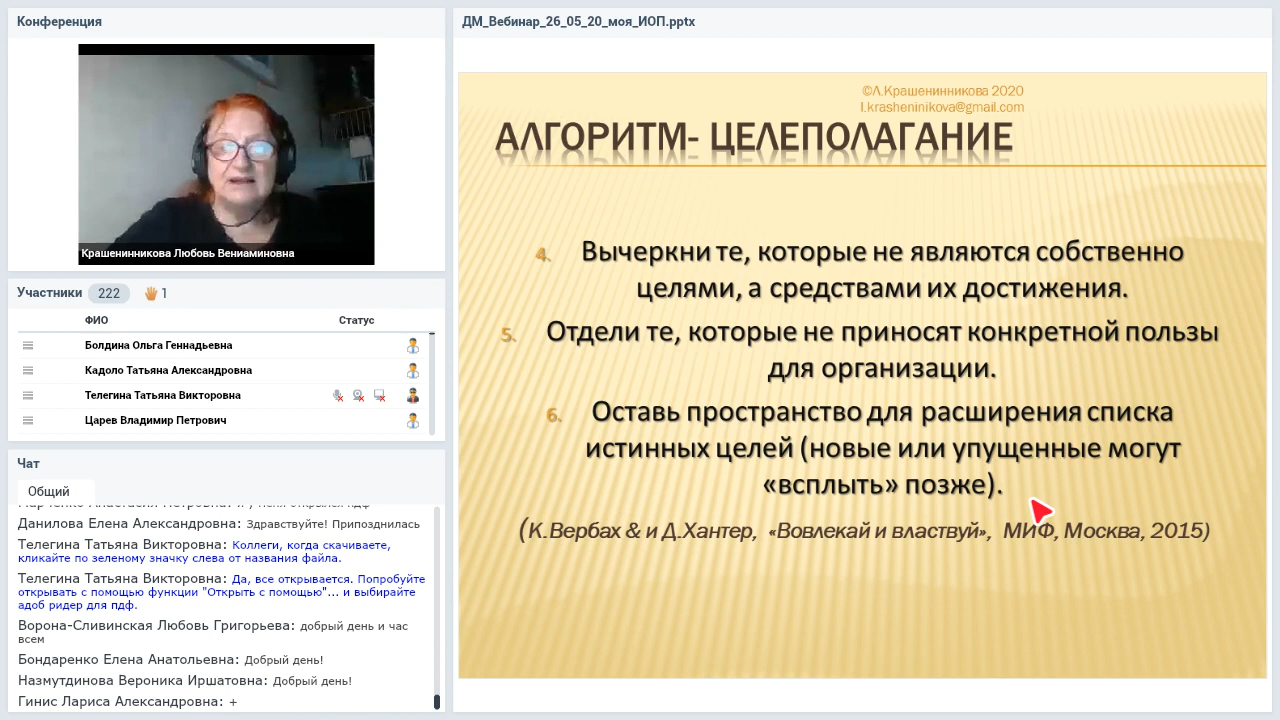 Конференция
Крашенинникова Любовь Вениаминовна
Участники 222 1
ФИО Статус
Болдина Ольга Геннадьевна
Кадоло Татьяна Александровна
Телегина Татьяна Викторовна
Царев Владимир Петрович
Чат
Общий
Данилова Елена Александровна: Здравствуйте! Припозднилась
Телегина Татьяна Викторовна: Коллеги, когда скачиваете,
кликайте по зеленому значку слева от названия файла.
Телегина Татьяна Викторовна: Да, все открывается. Попробуйте
открывать с помощью функции "Открыть с помощью"... и выбирайте
адоб ридер для пдф.
Ворона-Сливинская Любовь Григорьева: добрый день и час
всем
Бондаренко Елена Анатольевна: Добрый день!
Назмутдинова Вероника Иршатовна: Добрый день!
Гинис Лариса Александровна: +
ДМ_Вебинар_26_05_20_моя_ИОП.pptx
©Л.Крашенинникова 2020
l.krasheninikova@gmail.com
АЛГОРИТМ- ЦЕЛЕПОЛАГАНИЕ
4. Вычеркни те, которые не являются собственно
целями, а средствами их достижения.
5. Отдели те, которые не приносят конкретной пользы
для организации.
6. Оставь пространство для расширения списка
истинных целей (новые или упущенные могут
«всплыть» позже).
(К.Вербах & и Д.Хантер, «Вовлекай и властвуй», МИФ, Москва, 2015)